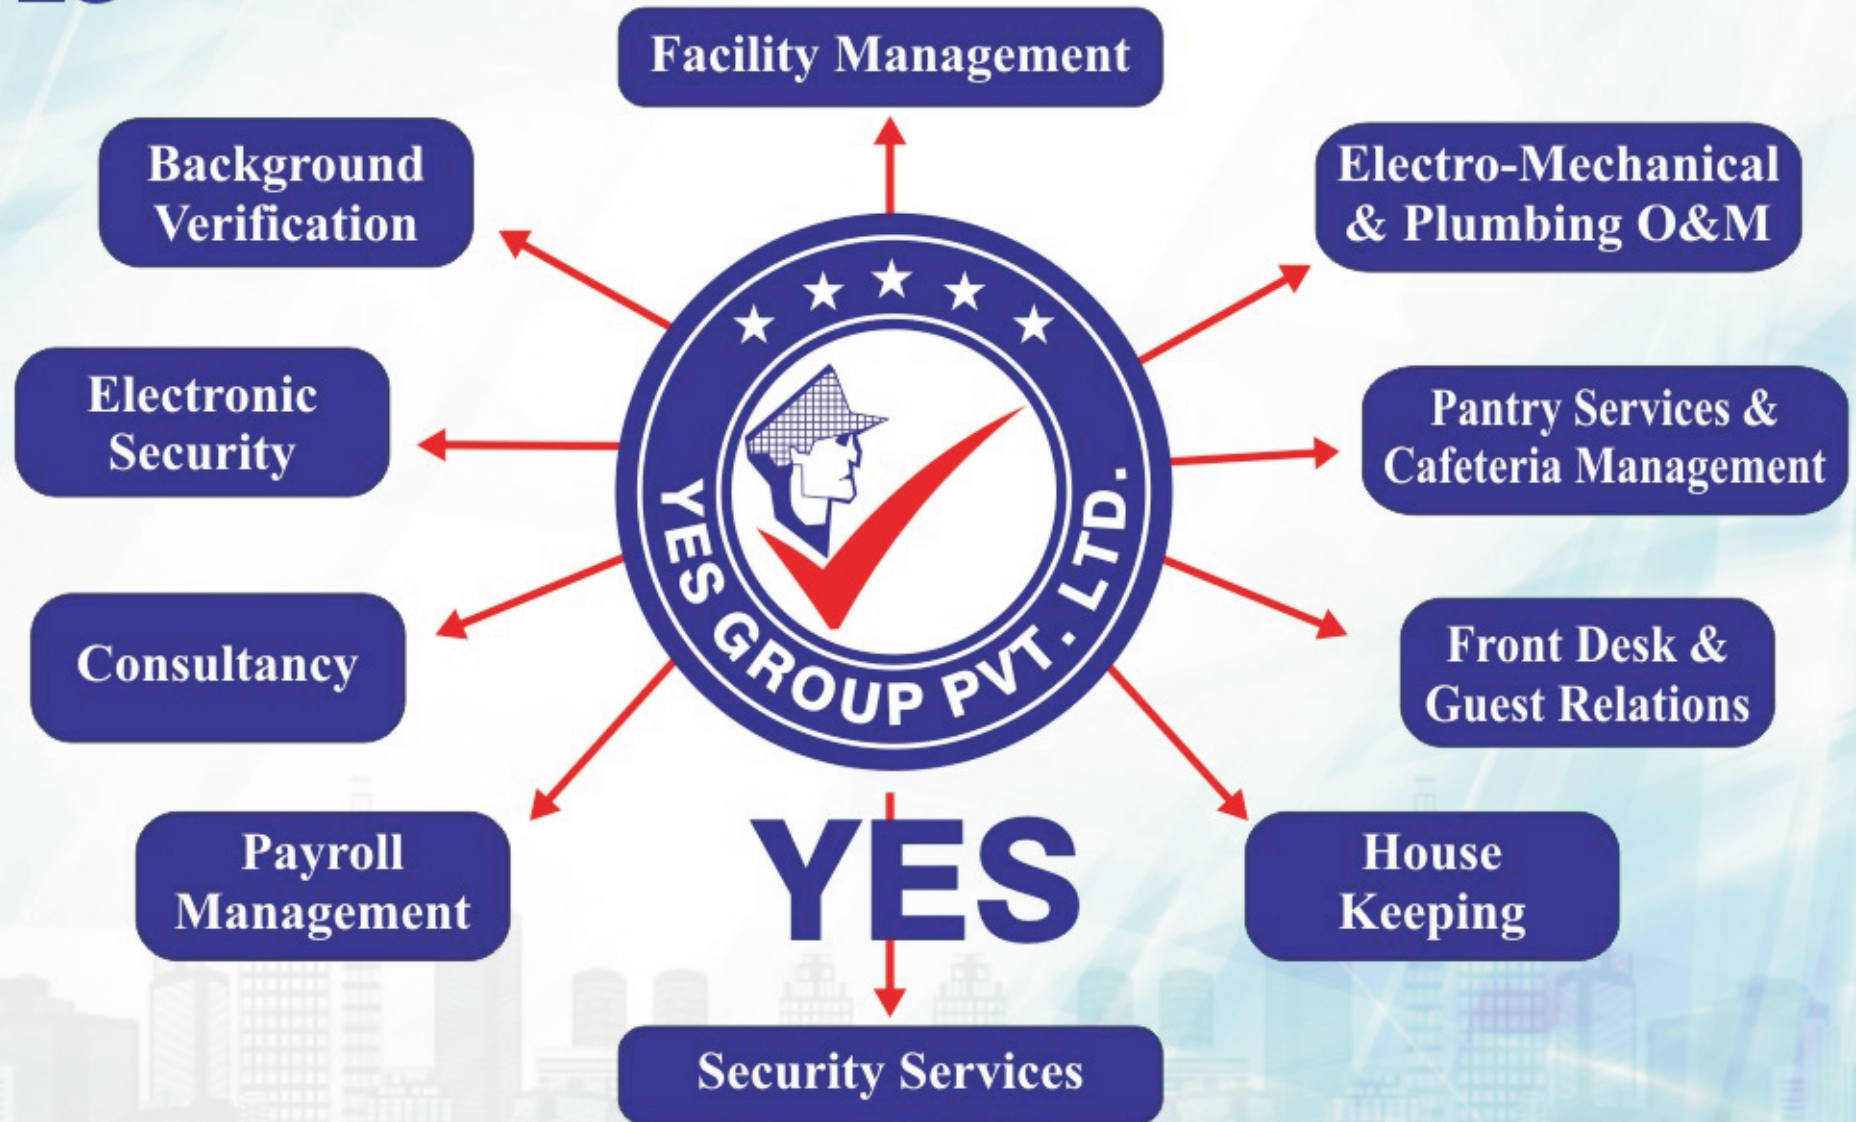 Facility Management
Background
Verification
Electro-Mechanical
& Plumbing O&M
Electronic
Security
Pantry Services &
Cafeteria Management
YES GROUP PVT. LTD.
Consultancy
Front Desk &
Guest Relations
Payroll
Management
YES
House
Keeping
Security Services